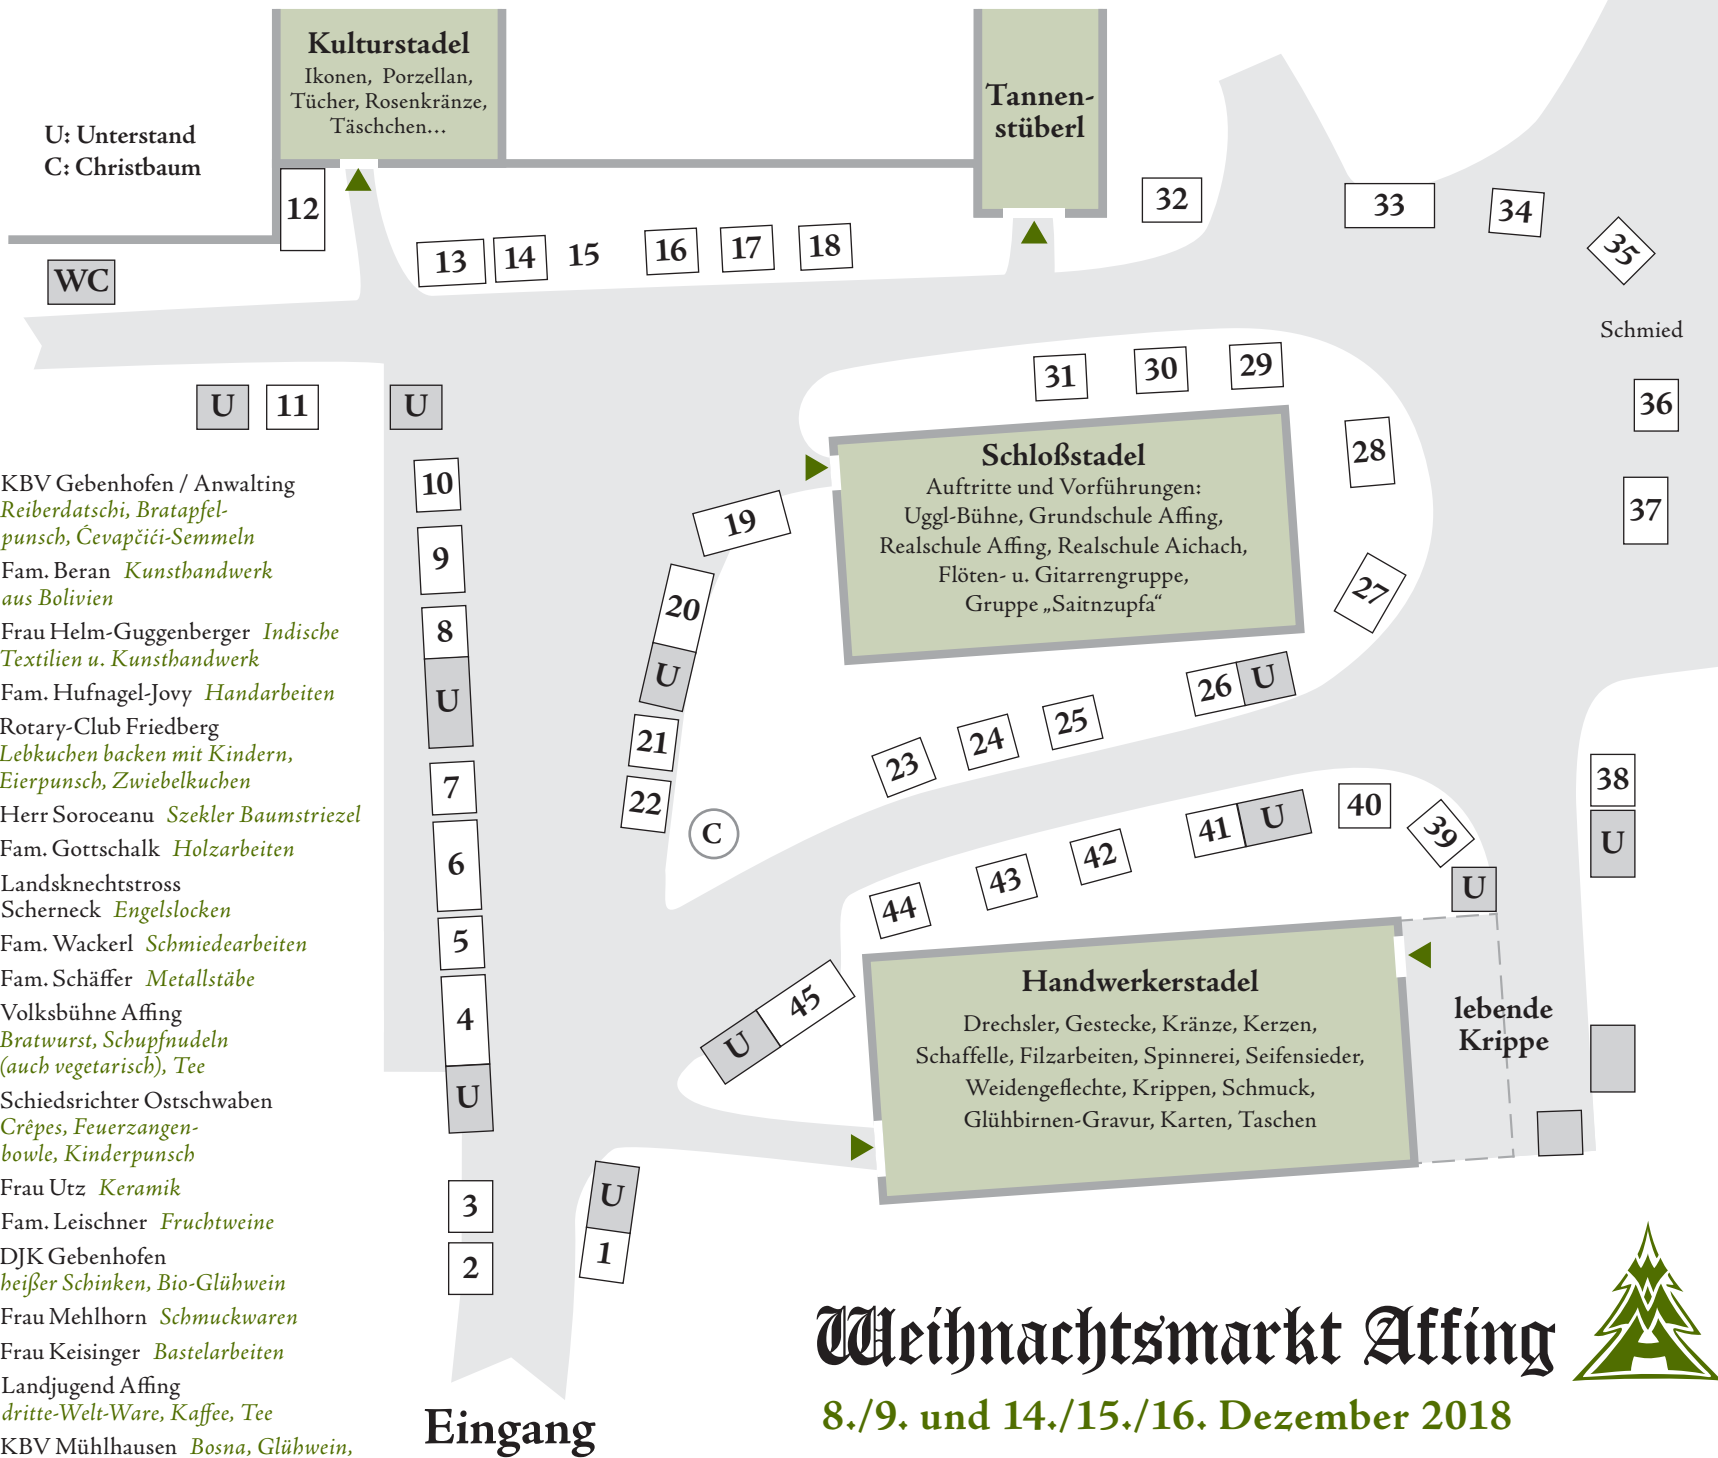 Kulturstadel
Ikonen, Porzellan,
Tücher, Rosenkränze,
Täschchen…
Tannen-
stüberl
U: Unterstand
C: Christbaum
12
32
33
34
35
13
14
15
16
17
18
WC
Schmied
31
30
29
36
U
11
U
28
37
10
9
8
U
7
6
5
4
U
3
2
U
1
19
20
U
21
22
C
Schloßstadel
Auftritte und Vorführungen:
Uggl-Bühne, Grundschule Affing,
Realschule Affing, Realschule Aichach,
Flöten- u. Gitarrengruppe,
Gruppe „Saitnzupfa“
27
26
U
25
24
23
38
U
40
39
U
41
U
42
43
44
45
U
Handwerkerstadel
Drechsler, Gestecke, Kränze, Kerzen,
Schaffelle, Filzarbeiten, Spinnerei, Seifensieder,
Weidengeflechte, Krippen, Schmuck,
Glühbirnen-Gravur, Karten, Taschen
lebende
Krippe
KBV Gebenhofen / Anwalting
Reiberdatschi, Bratapfel-
punsch, Ćevapčići-Semmeln
Fam. Beran Kunsthandwerk
aus Bolivien
Frau Helm-Guggenberger Indische
Textilien u. Kunsthandwerk
Fam. Hufnagel-Jovy Handarbeiten
Rotary-Club Friedberg
Lebkuchen backen mit Kindern,
Eierpunsch, Zwiebelkuchen
Herr Soroceanu Szekler Baumstriezel
Fam. Gottschalk Holzarbeiten
Landsknechtstross
Scherneck Engelslocken
Fam. Wackerl Schmiedearbeiten
Fam. Schäffer Metallstäbe
Volksbühne Affing
Bratwurst, Schupfnudeln
(auch vegetarisch), Tee
Schiedsrichter Ostschwaben
Crêpes, Feuerzangen-
bowle, Kinderpunsch
Frau Utz Keramik
Fam. Leischner Fruchtweine
DJK Gebenhofen
heißer Schinken, Bio-Glühwein
Frau Mehlhorn Schmuckwaren
Frau Keisinger Bastelarbeiten
Landjugend Affing
dritte-Welt-Ware, Kaffee, Tee
KBV Mühlhausen Bosna, Glühwein,
Eingang
Weihnachtsmarkt Affing
8./9. und 14./15./16. Dezember 2018